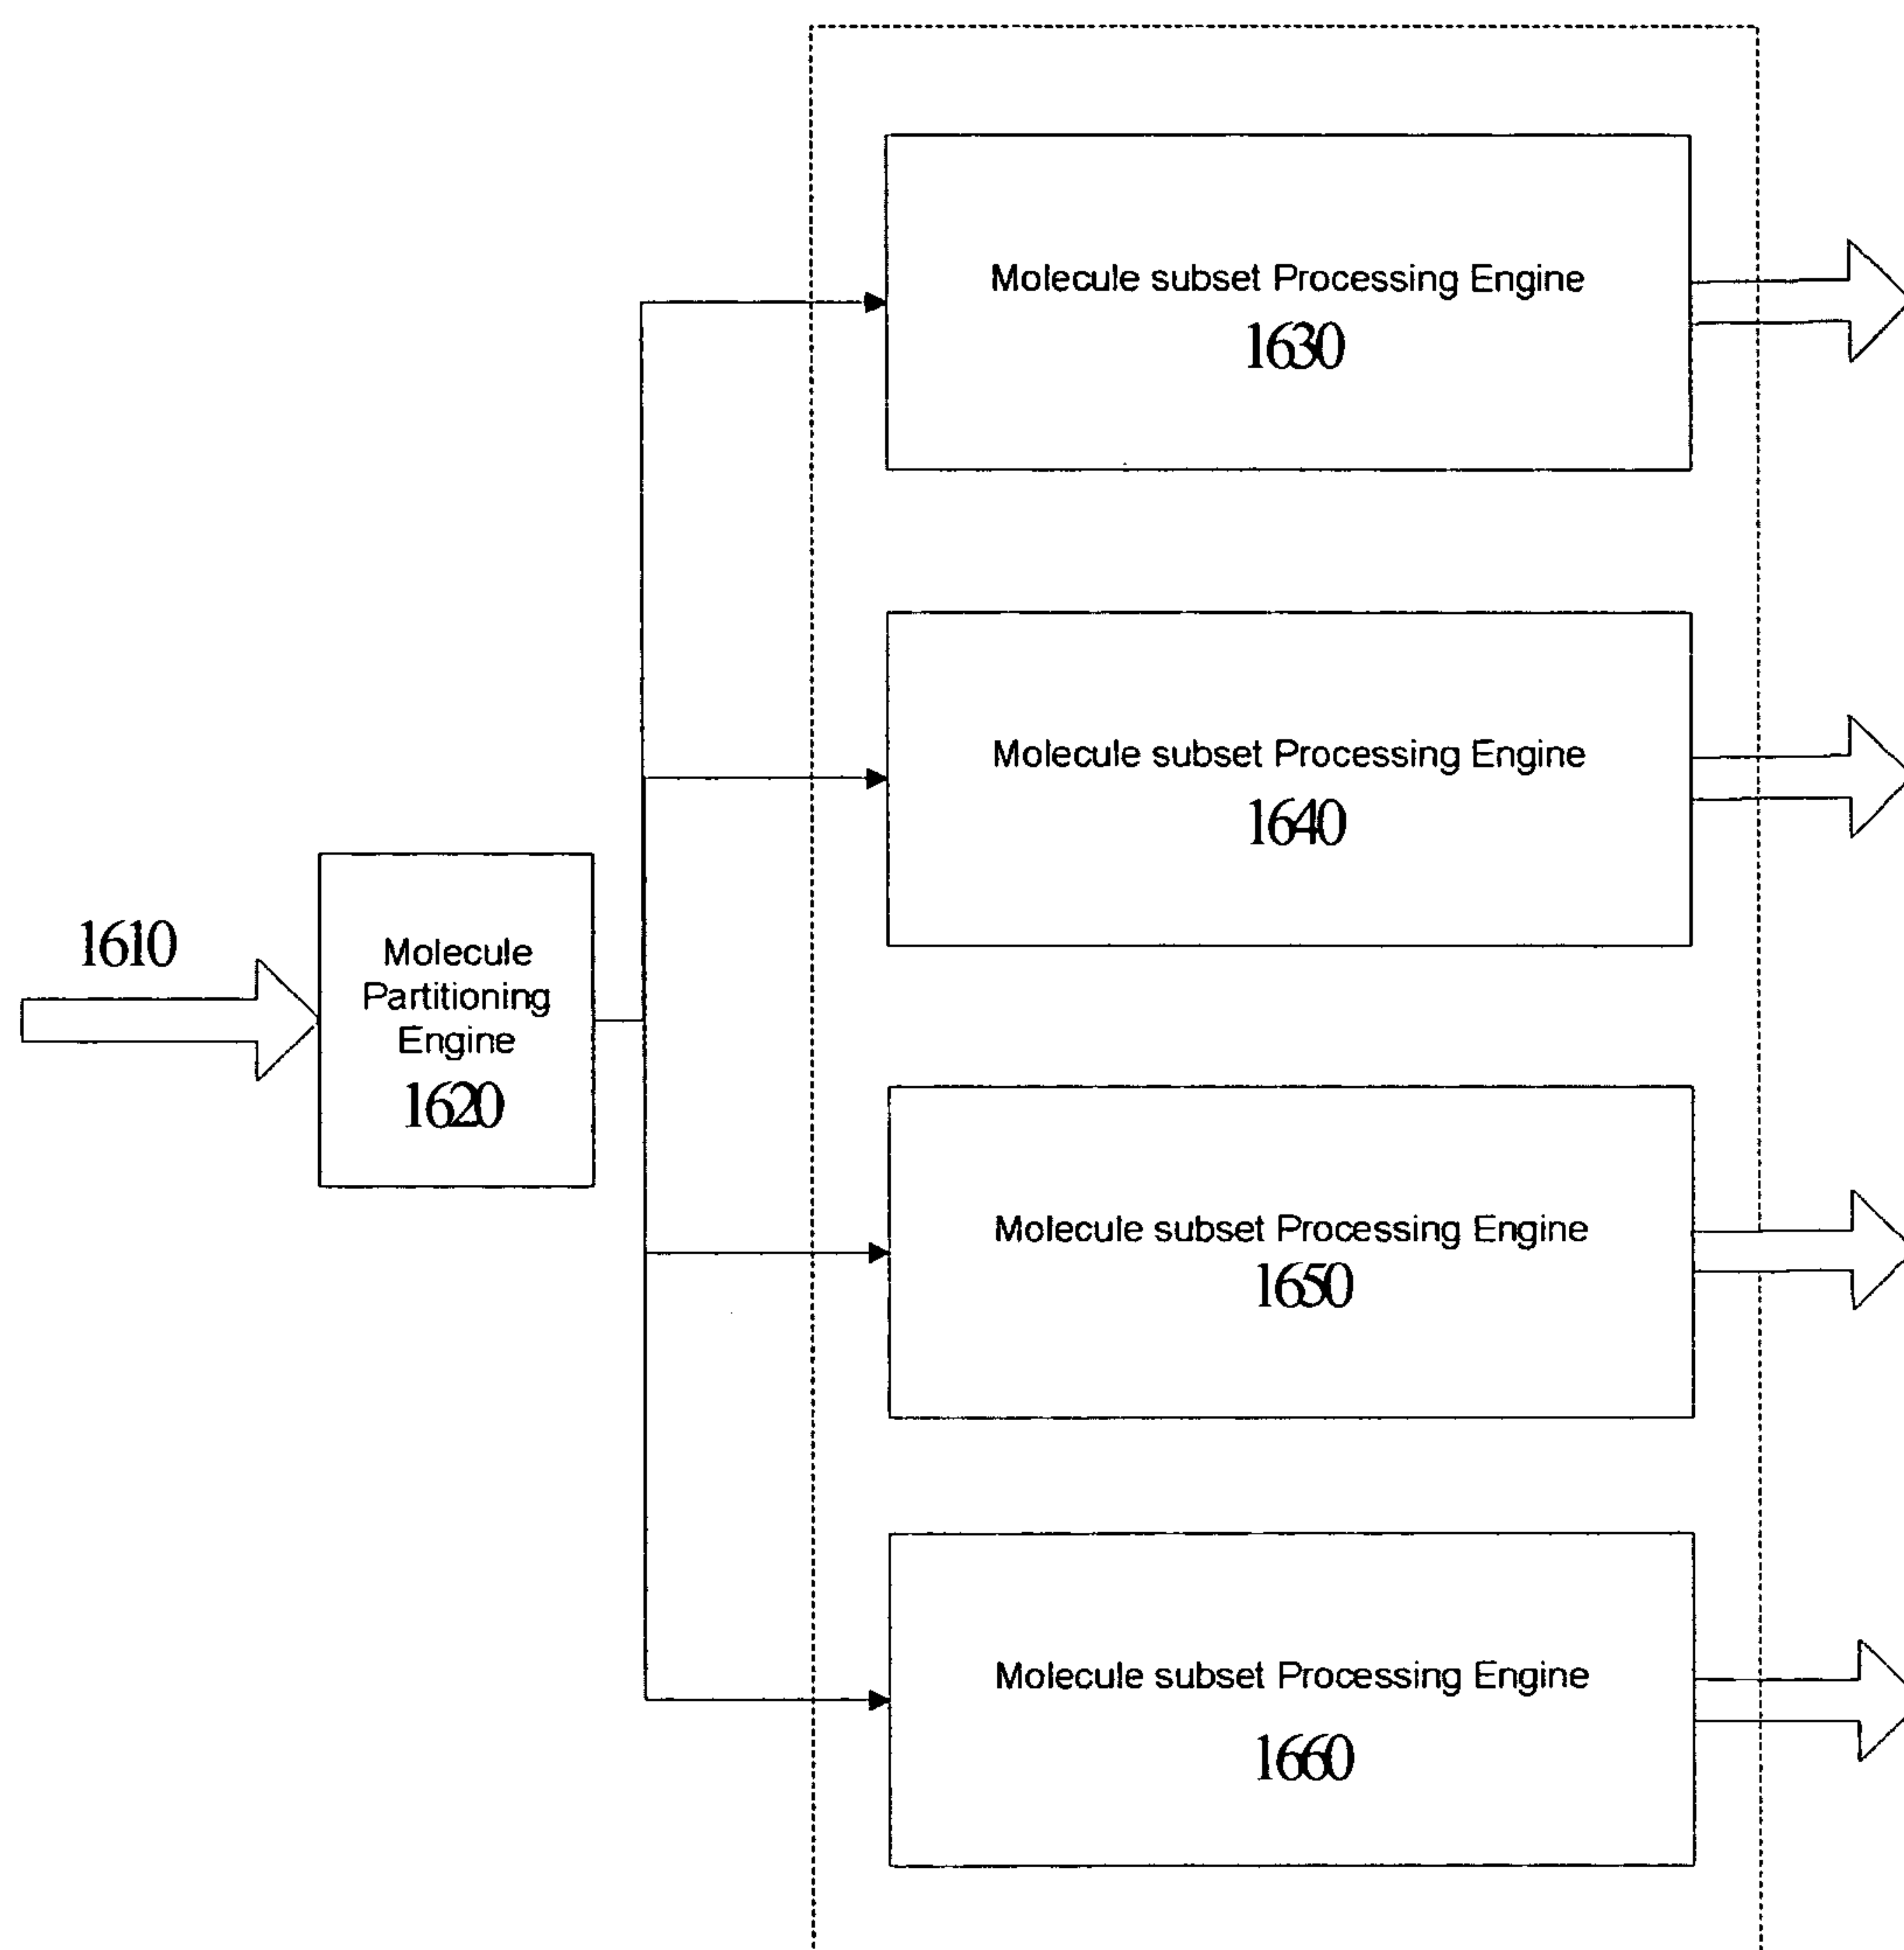 Molecule subset Processing Engine
1630
Molecule subset Processing Engine
1640
1610
Molecule
Partitioning
Engine
1620
Molecule subset Processing Engine
1650
Molecule subset Processing Engine
1660